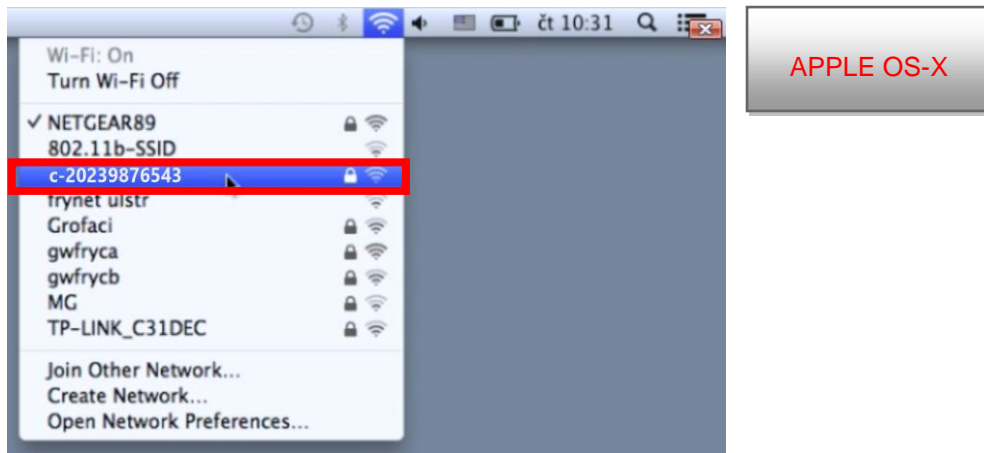 čt 10:31
APPLE OS-X
Wi-Fi: On
Turn Wi-Fi Off
NETGEAR89
802.11b-SSID
c-20239876543
frynet ulstr
Grofaci
gwfryca
gwfrycb
MG
TP-LINK_C31DEC
Join Other Network...
Create Network...
Open Network Preferences...